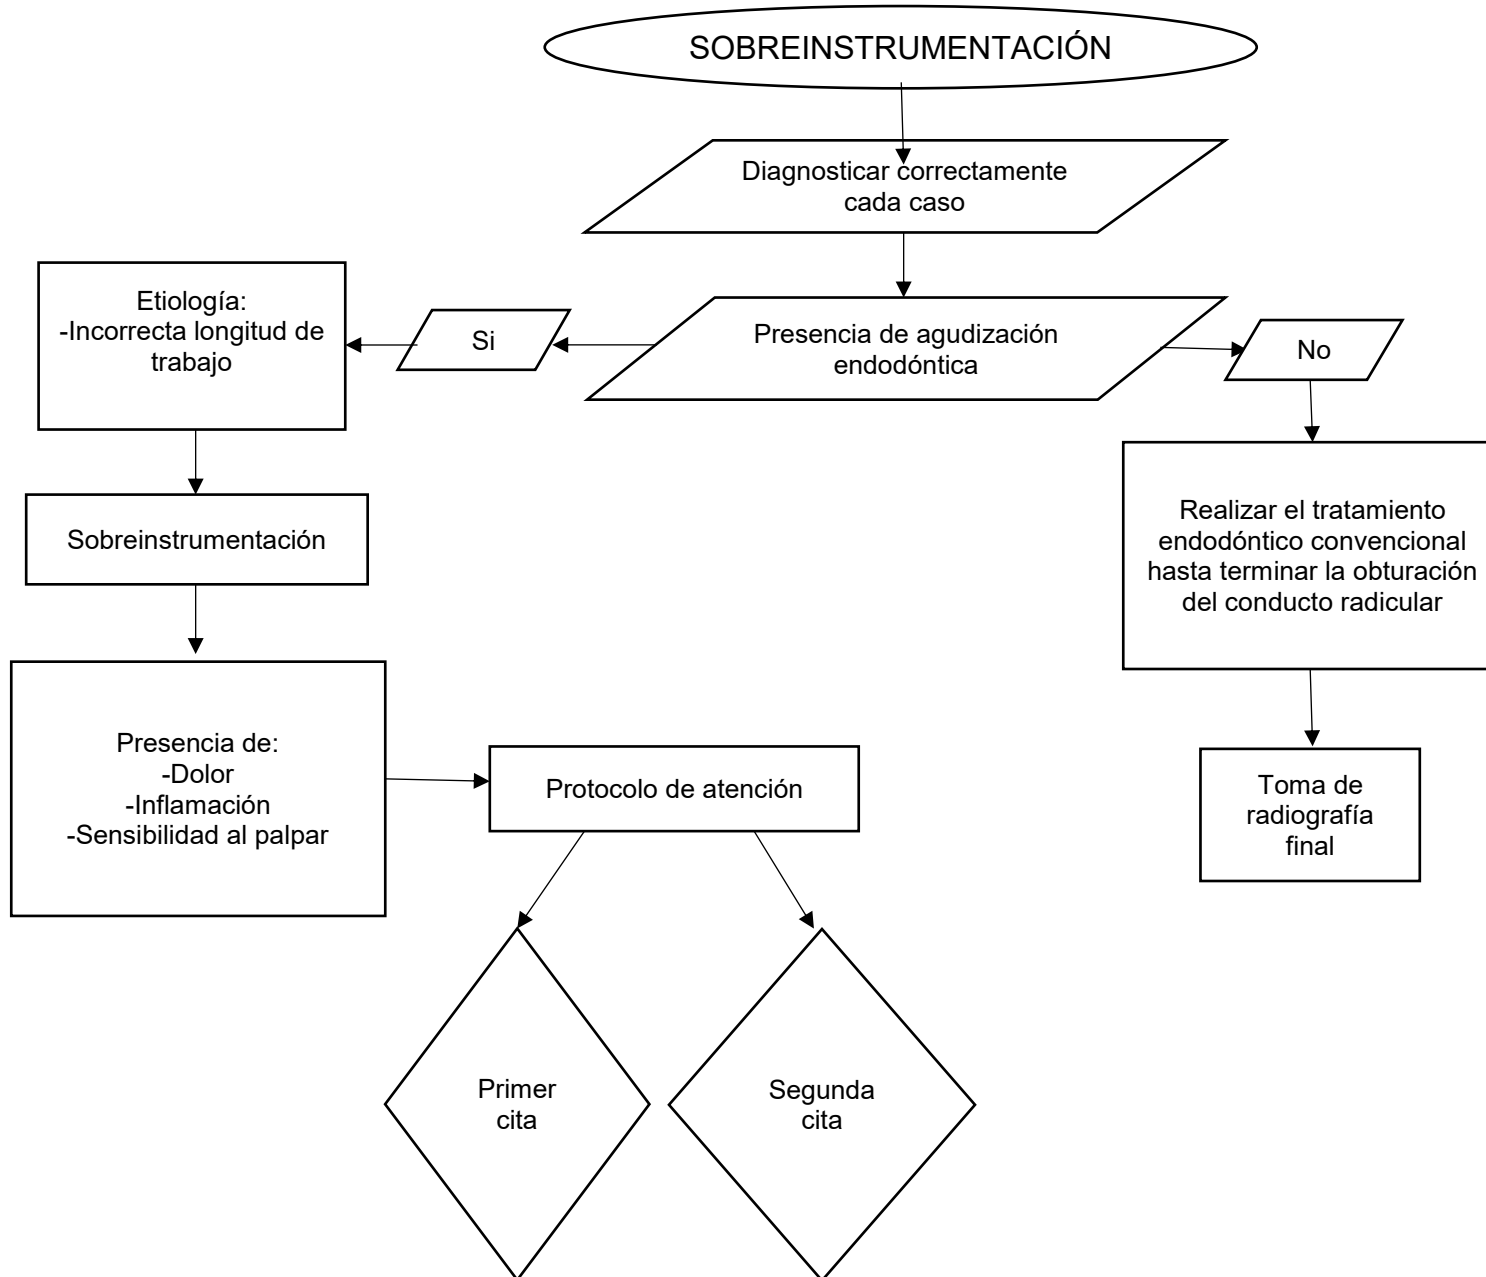 SOBREINSTRUMENTACIÓN
Diagnosticar correctamente
cada caso
Presencia de agudización
endodóntica
Si
No
Etiología:
-Incorrecta longitud de
trabajo
Sobreinstrumentación
Presencia de:
-Dolor
-Inflamación
-Sensibilidad al palpar
Protocolo de atención
Primer
cita
Segunda
cita
Realizar el tratamiento
endodóntico convencional
hasta terminar la obturación
del conducto radicular
Toma de
radiografía
final